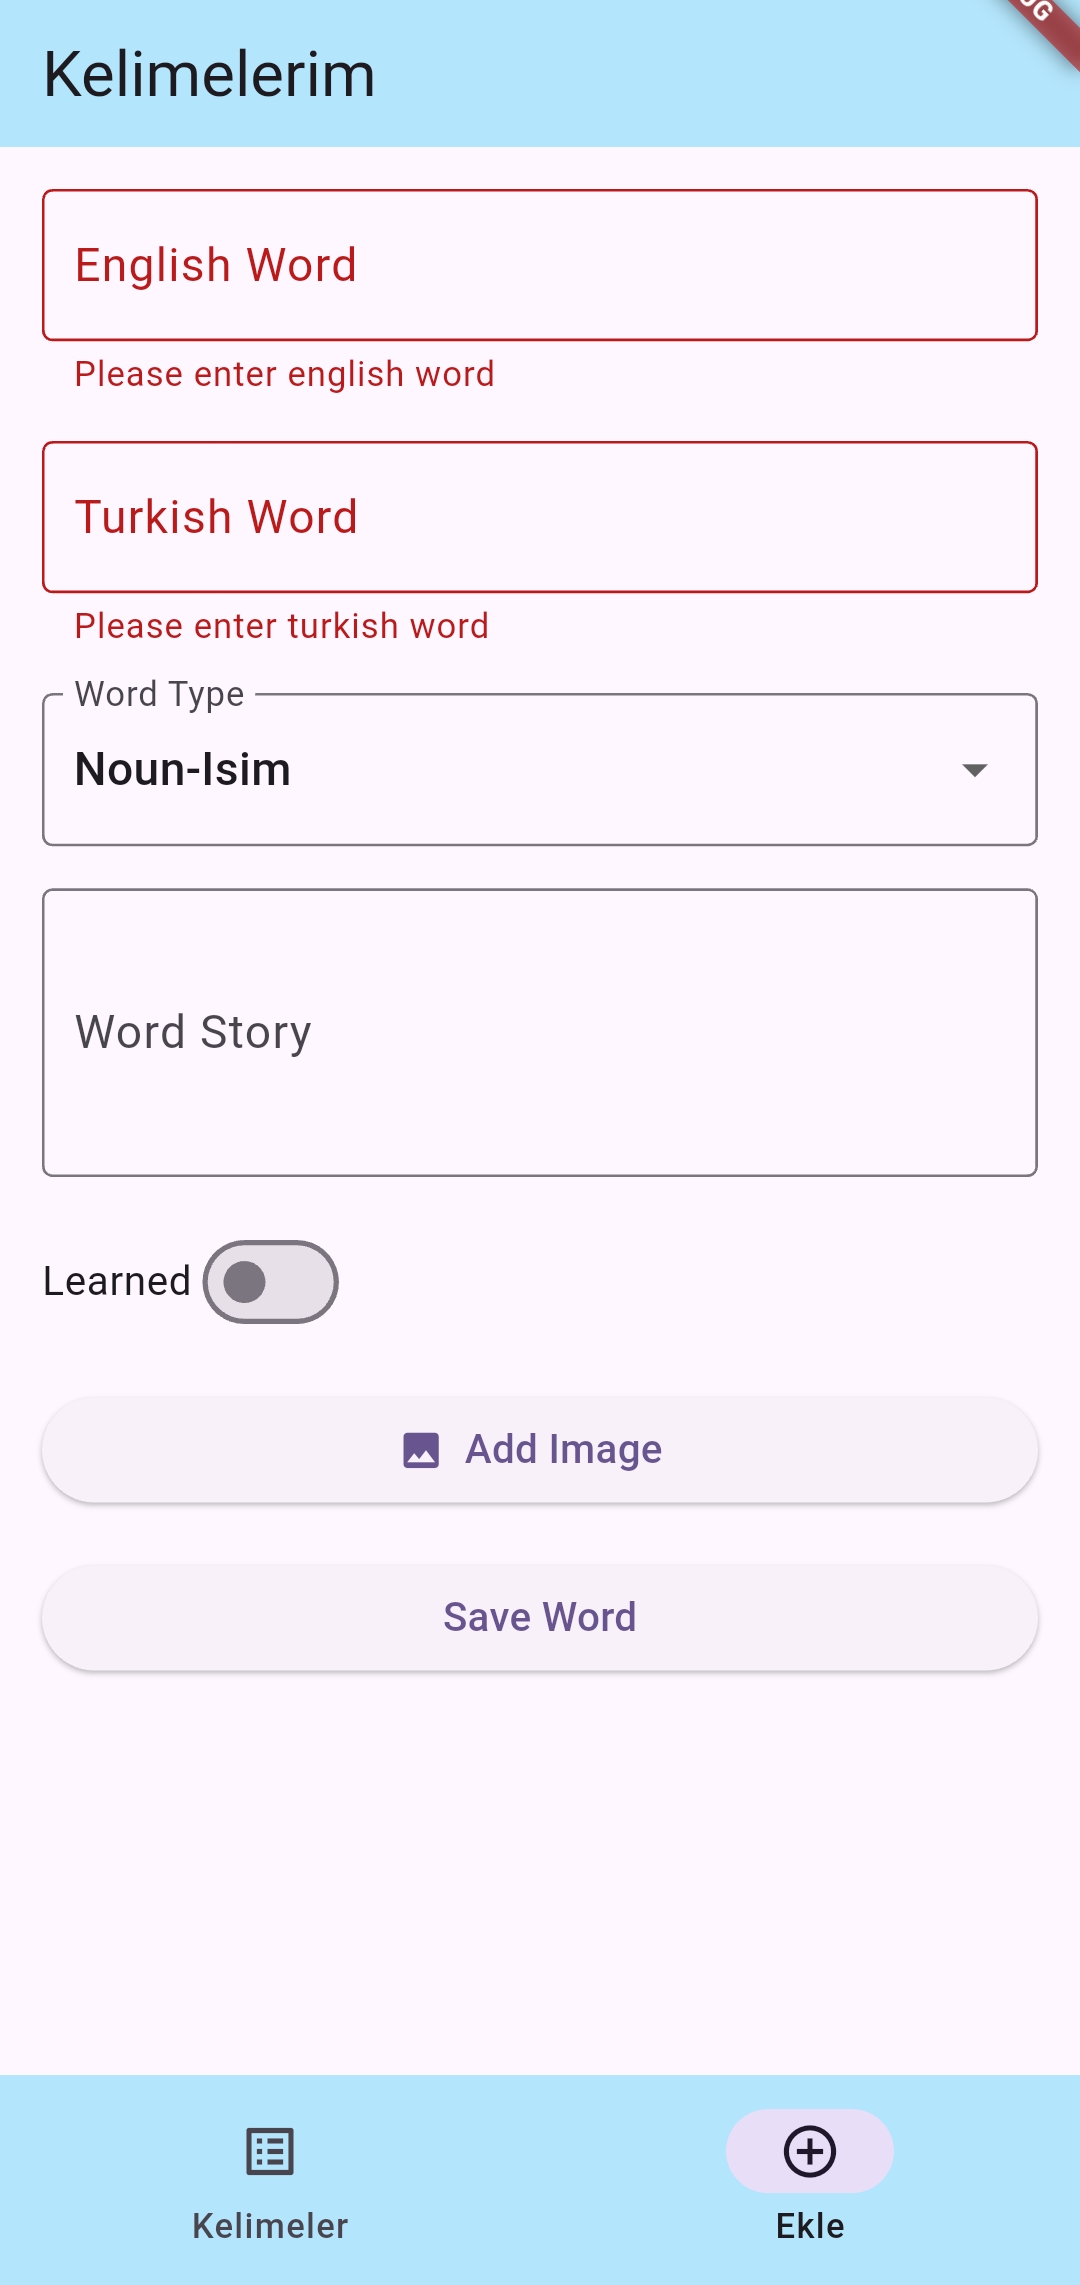 Kelimelerim
English Word
Please enter english word
Turkish Word
Please enter turkish word
Word Type
Noun-Isim
Word Story
Learned
Add Image
Save Word
Kelimeler
Ekle